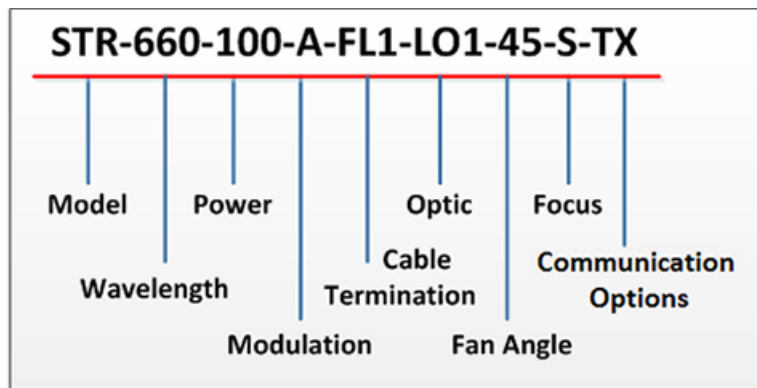 STR-660-100-A-FL1-LO1-45-S-TX
Model
Power
Optic
Focus
Wavelength
Cable
Termination
Communication
Options
Modulation
Fan Angle